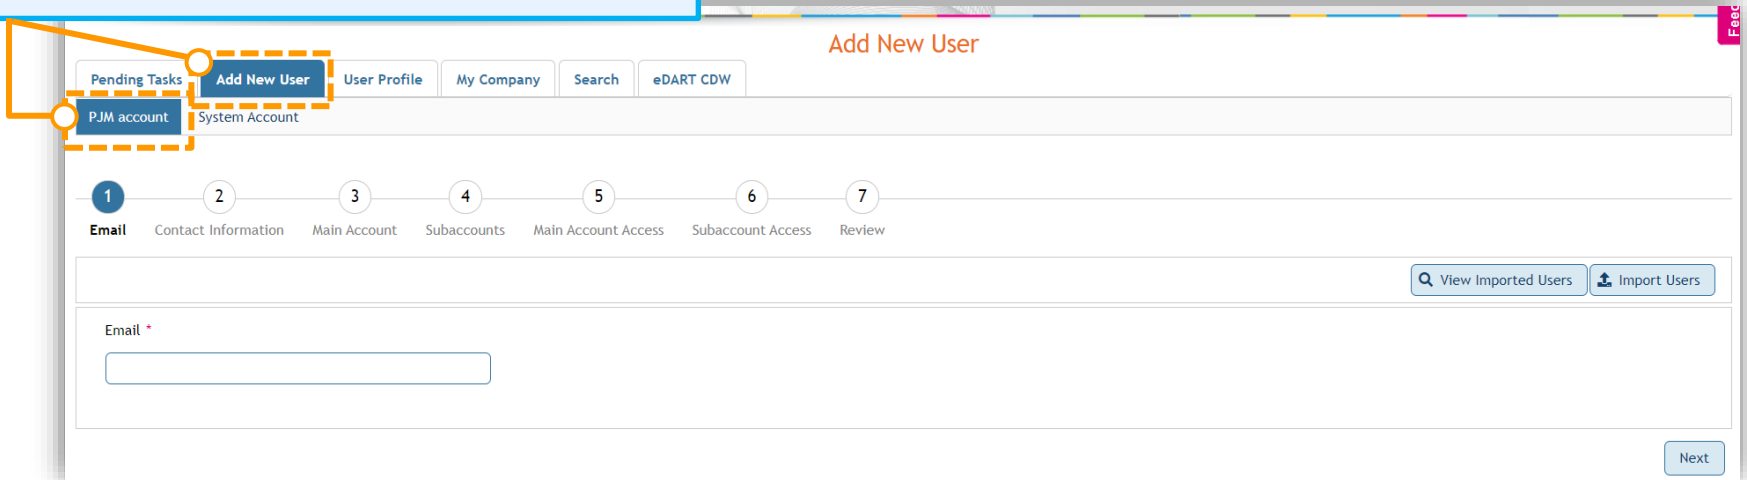 Feed
Add New User
Pending Tasks Add New User User Profile My Company Search eDART CDW
PJM account System Account
1 2 3 4 5 6 7
Email Contact Information Main Account Subaccounts Main Account Access Subaccount Access Review
View Imported Users Import Users
Email *
Next